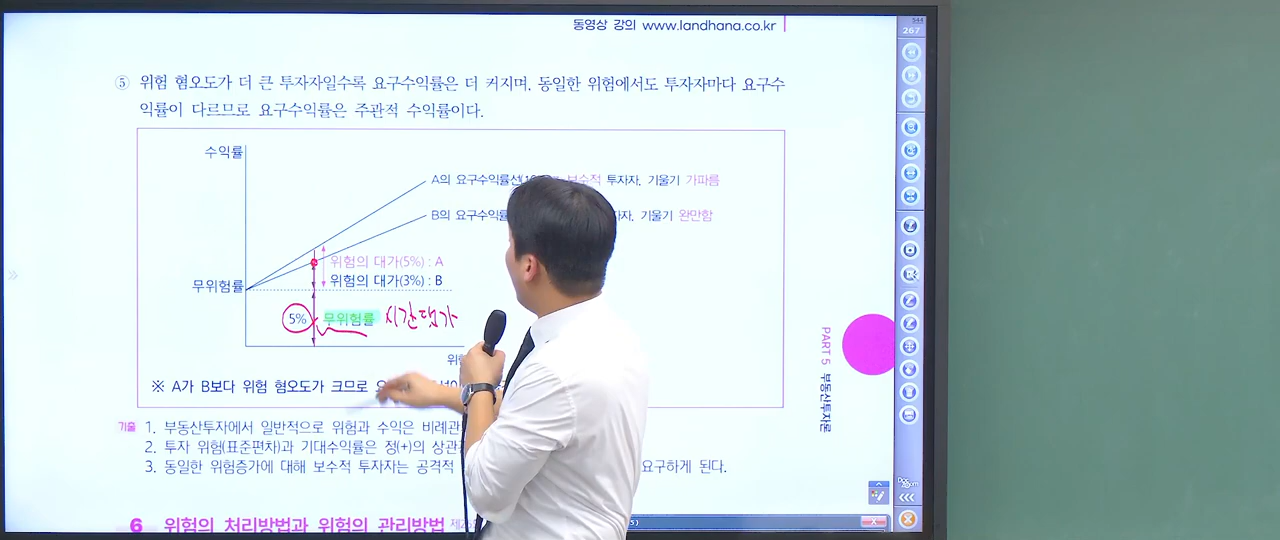 동영상 강의 www.landhana.co.kr
544
267
⑤ 위험 혐오도가 더 큰 투자자일수록 요구수익률은 더 커지며, 동일한 위험에서도 투자자마다 요구수
익률이 다르므로 요구수익률은 주관적 수익률이다.
수익률
A의 요구수익률선 보수적 투자자, 기울기 가파름
B의 요구수익률 기울기 완만함
위험의 대가(5%) : A
무위험률 위험의 대가(3%) : B
5% 무위험률 시간대가
※ A가 B보다 위험 혐오도가 크므로
기출 1. 부동산투자에서 일반적으로 위험과 수익은 비례관
2. 투자 위험(표준편차)과 기대수익률은 정(+)의 상관
3. 동일한 위험증가에 대해 보수적 투자자는 공격적 요구하게 된다.
6 위험의 처리방법과 위험의 관리방법
PART 5 부동산투자론